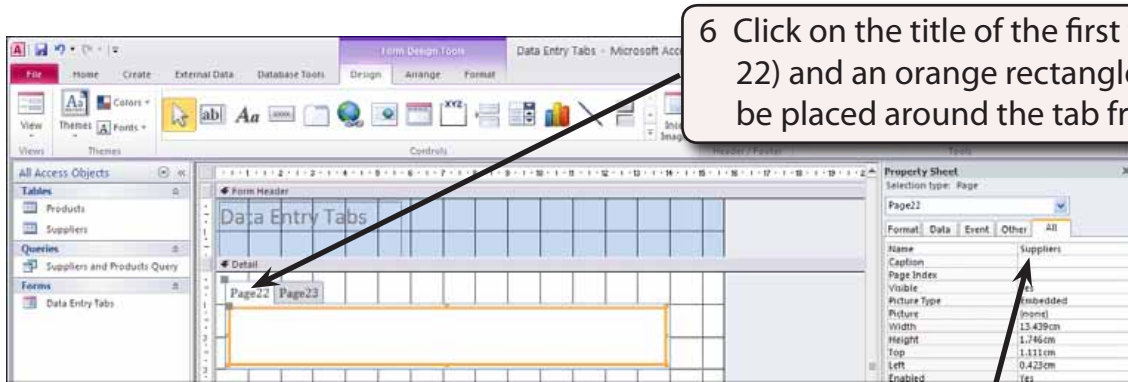 6 Click on the title of the first
22) and an orange rectangle
be placed around the tab fr
Form Design Tools
Data Entry Tabs - Microsoft Acc
File Home Create External Data Database Tools Design Arrange Format
View
Themes
Colors
Fonts
ab Aa XYZ
Views Themes Controls Header / Footer Tools
All Access Objects
Tables
Products
Suppliers
Queries
Suppliers and Products Query
Forms
Data Entry Tabs
Form Header
Data Entry Tabs
Detail
Page22 Page23
Property Sheet
Selection type: Page
Page22
Format Data Event Other All
Name Suppliers
Caption
Page Index
Visible Yes
Picture Type Embedded
Picture (none)
Width 13.439cm
Height 1.746cm
Top 1.111cm
Left 0.423cm
Enabled Yes